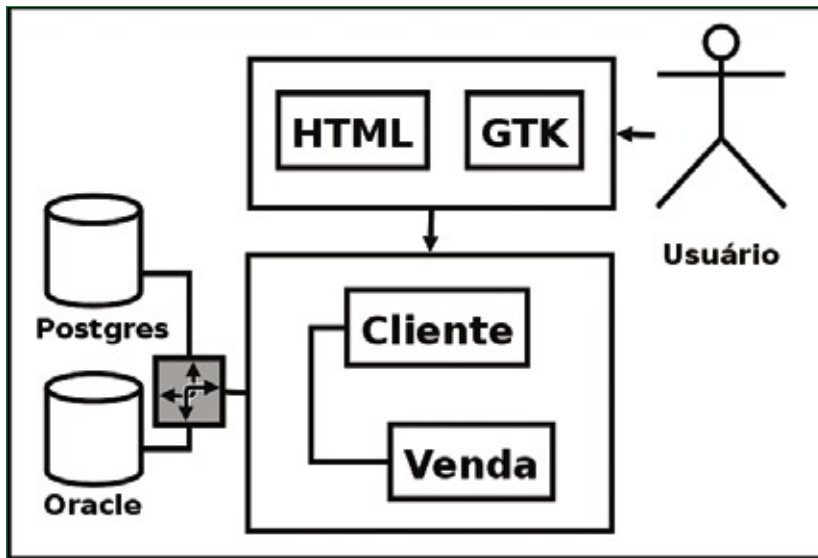 HTML
GTK
Usuário
Postgres
Cliente
Venda
Oracle